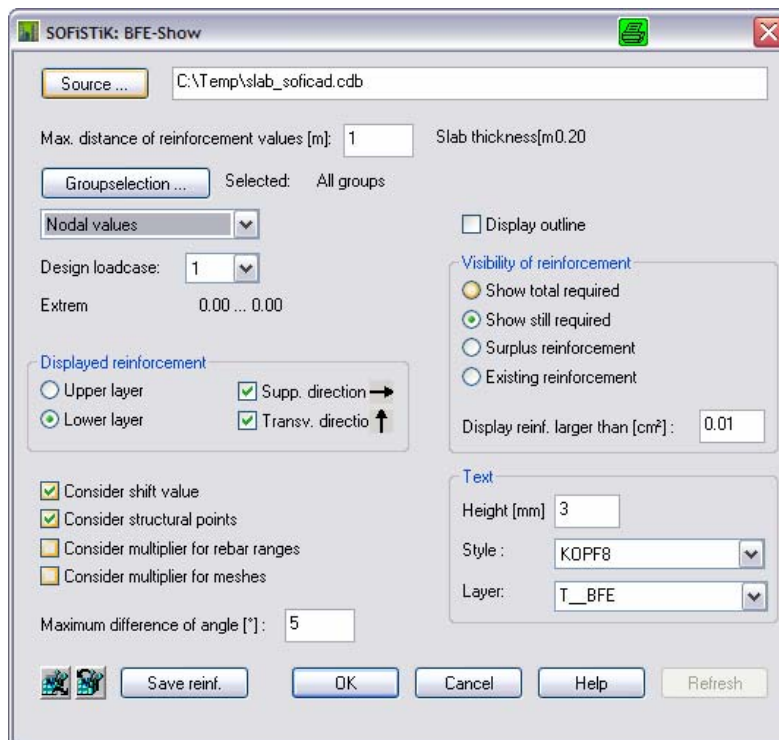 SOFiSTiK: BFE-Show
Source ... C:\Temp\slab_soficad.cdb
Max. distance of reinforcement values [m]: 1 Slab thickness[m0.20
Groupselection ... Selected: All groups
Nodal values
Display outline
Design loadcase: 1
Extrem 0.00 ... 0.00
Visibility of reinforcement
Show total required
Show still required
Surplus reinforcement
Existing reinforcement
Display reinf. larger than [cm²] : 0.01
Displayed reinforcement
Upper layer Supp. direction
Lower layer Transv. directio
Consider shift value
Consider structural points
Consider multiplier for rebar ranges
Consider multiplier for meshes
Maximum difference of angle [°] : 5
Text
Height [mm] 3
Style : KOPF8
Layer: T__BFE
Save reinf. OK Cancel Help Refresh